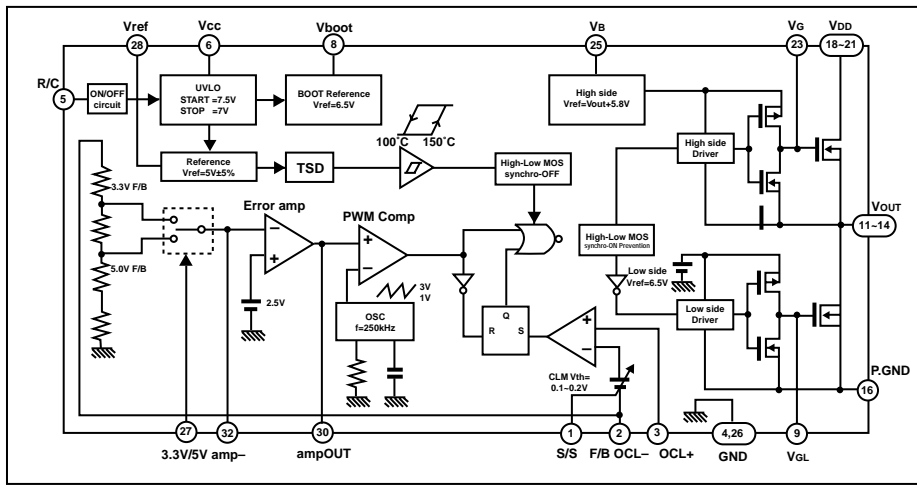 Vref
Vcc
Vboot
VB
VG
VDD
28
6
8
25
23
18~21
R/C
5
ON/OFF
circuit
UVLO
START =7.5V
STOP =7V
BOOT Reference
Vref=6.5V
High side
Vref=Vout+5.8V
100˚C
150˚C
Reference
Vref=5V±5%
TSD
High-Low MOS
synchro-OFF
High side
Driver
3.3V F/B
Error amp
PWM Comp
VOUT
11~14
High-Low MOS
synchro-ON Prevention
−
+
+
−
5.0V F/B
2.5V
3V
1V
OSC
f=250kHz
Q
R
S
+
−
Low side
Vref=6.5V
Low side
Driver
CLM Vth=
0.1~0.2V
P.GND
16
27
32
30
1
2
3
4,26
9
3.3V/5V
amp−
ampOUT
S/S
F/B
OCL−
OCL+
GND
VGL